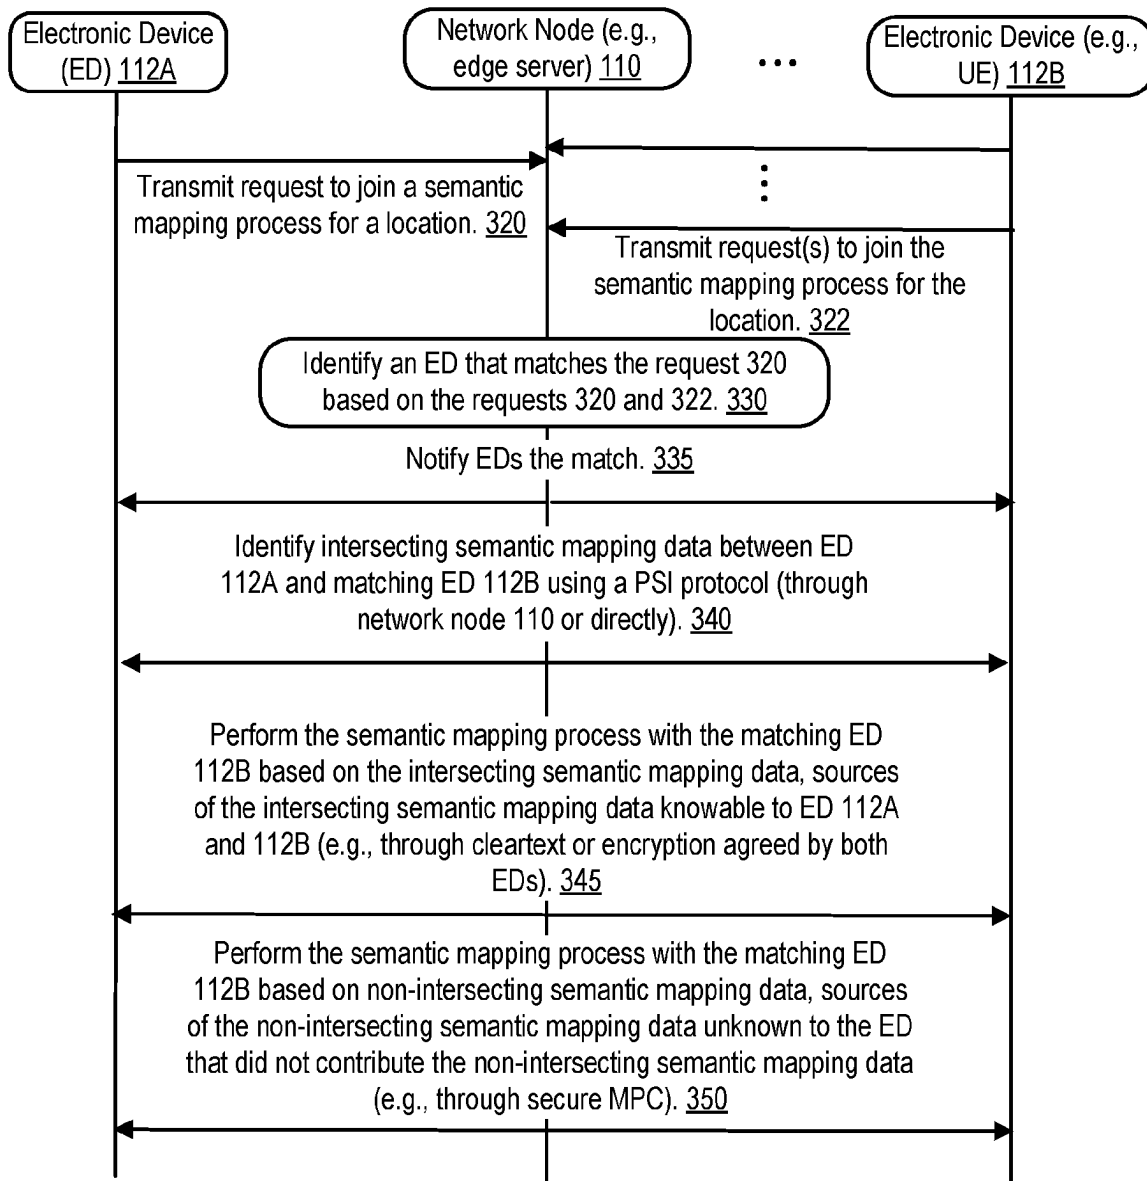 Electronic Device
(ED) 112A
Network Node (e.g.,
edge server) 110
...
Electronic Device (e.g.,
UE) 112B
Transmit request to join a semantic
mapping process for a location. 320
Transmit request(s) to join the
semantic mapping process for the
location. 322
Identify an ED that matches the request 320
based on the requests 320 and 322. 330
Notify EDs the match. 335
Identify intersecting semantic mapping data between ED
112A and matching ED 112B using a PSI protocol (through
network node 110 or directly). 340
Perform the semantic mapping process with the matching ED
112B based on the intersecting semantic mapping data, sources
of the intersecting semantic mapping data knowable to ED 112A
and 112B (e.g., through cleartext or encryption agreed by both
EDs). 345
Perform the semantic mapping process with the matching ED
112B based on non-intersecting semantic mapping data, sources
of the non-intersecting semantic mapping data unknown to the ED
that did not contribute the non-intersecting semantic mapping data
(e.g., through secure MPC). 350